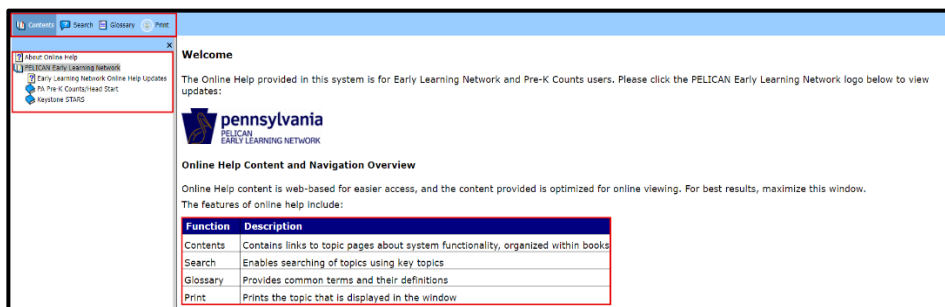 Contents Search Glossary Print
x
About Online Help
PELICAN Early Learning Network
Early Learning Network Online Help Updates
PA Pre-K Counts/Head Start
Keystone STARS
Welcome
The Online Help provided in this system is for Early Learning Network and Pre-K Counts users. Please click the PELICAN Early Learning Network logo below to view
updates:
pennsylvania
PELICAN
EARLY LEARNING NETWORK
Online Help Content and Navigation Overview
Online Help content is web-based for easier access, and the content provided is optimized for online viewing. For best results, maximize this window.
The features of online help include:
Function Description
Contents Contains links to topic pages about system functionality, organized within books
Search Enables searching of topics using key topics
Glossary Provides common terms and their definitions
Print Prints the topic that is displayed in the window